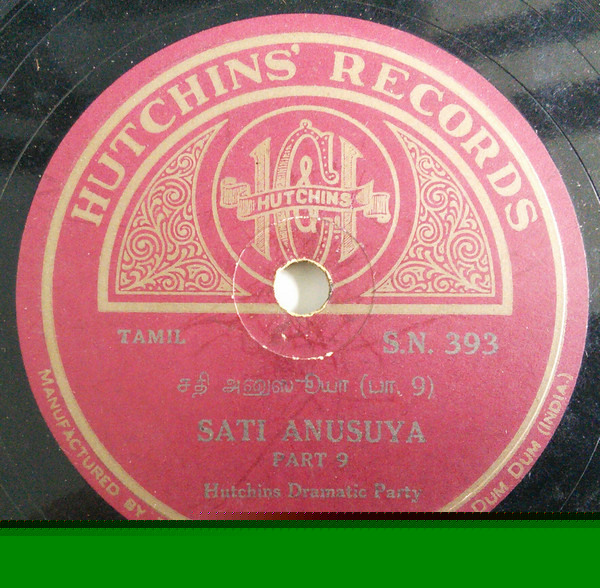 HUTCHINS' RECORDS
H & C
HUTCHINS
TAMIL
S.N. 393
சதி அனுஸுயா (பா. 9)
SATI ANUSUYA
PART 9
Hutchins Dramatic Party
MANUFACTURED BY
DUM DUM (INDIA.)